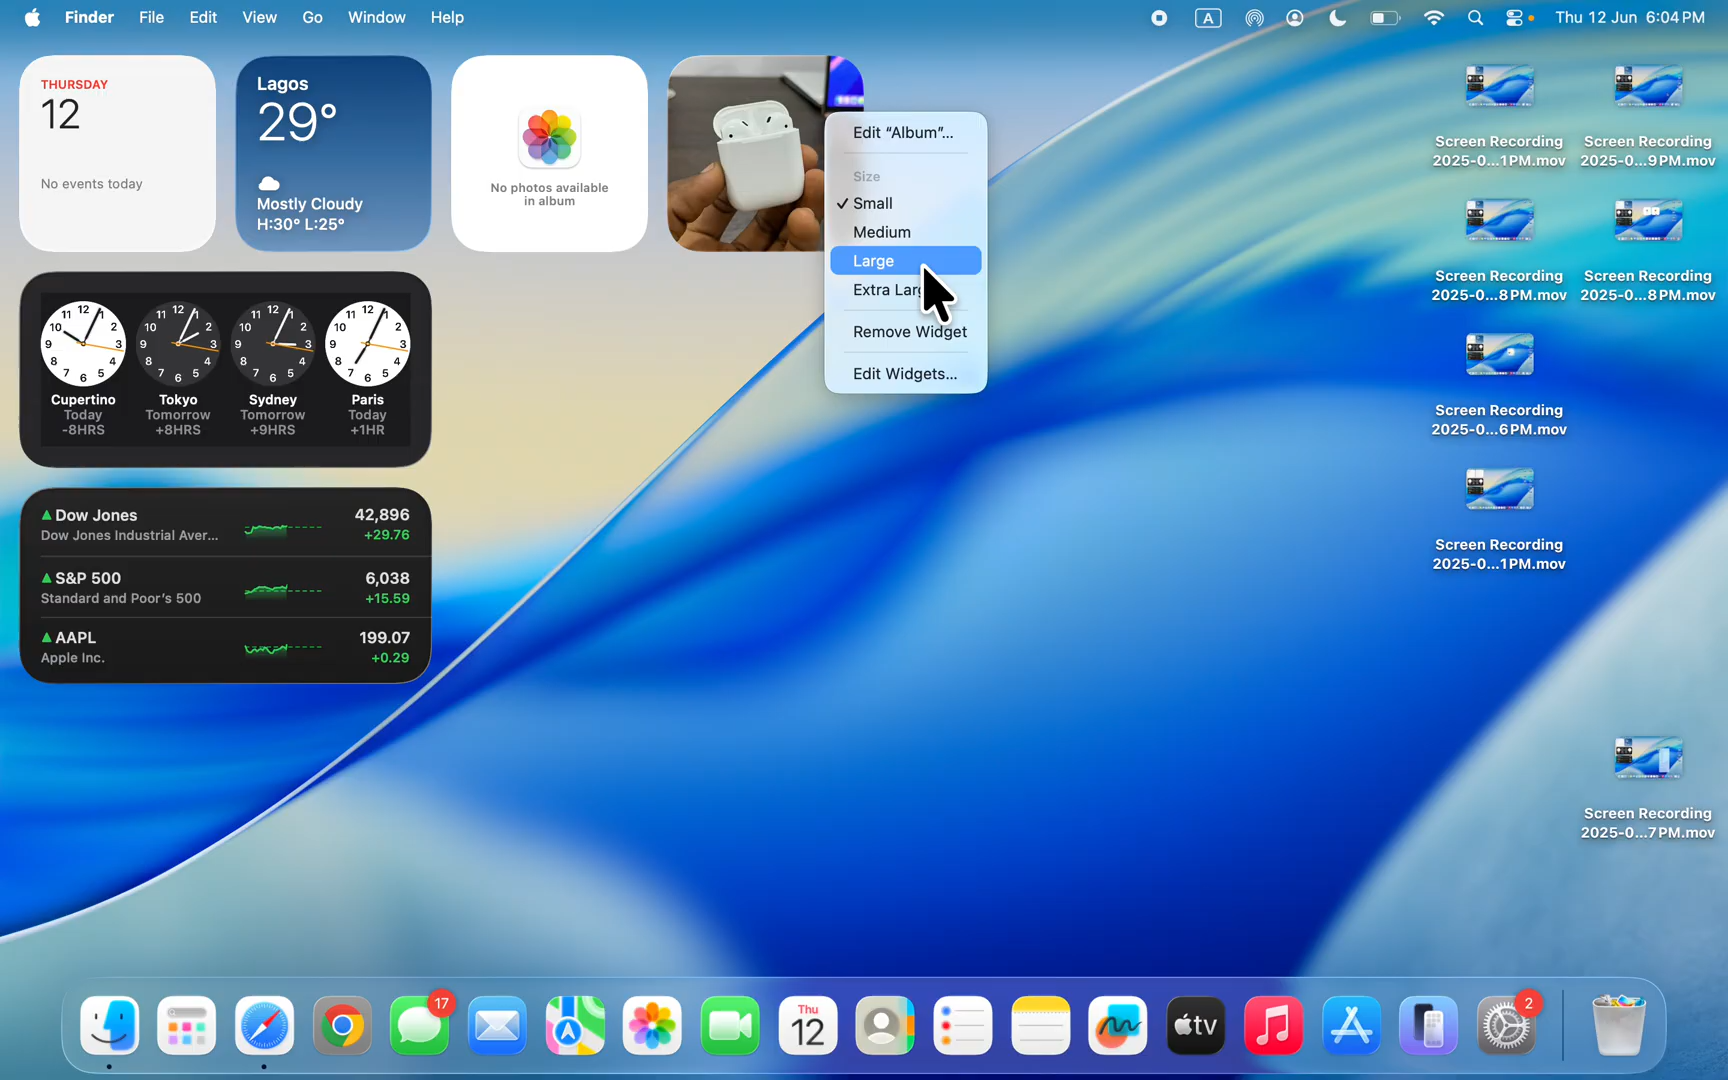 Finder File Edit View Go Window Help
A
Thu 12 Jun 6:04 PM
THURSDAY
12
No events today
Lagos
29°
Mostly Cloudy
H:30° L:25°
No photos available
in album
Edit “Album”...
Size
✓ Small
Medium
Large
Extra Lar
Remove Widget
Edit Widgets...
Cupertino
Today
-8HRS
Tokyo
Tomorrow
+8HRS
Sydney
Tomorrow
+9HRS
Paris
Today
+1HR
Dow Jones
Dow Jones Industrial Aver...
42,896
+29.76
S&P 500
Standard and Poor's 500
6,038
+15.59
AAPL
Apple Inc.
199.07
+0.29
Screen Recording
2025-0...1PM.mov
Screen Recording
2025-0...9PM.mov
Screen Recording
2025-0...8PM.mov
Screen Recording
2025-0...8PM.mov
Screen Recording
2025-0...6PM.mov
Screen Recording
2025-0...1PM.mov
Screen Recording
2025-0...7PM.mov
17
Thu
12
tv
2